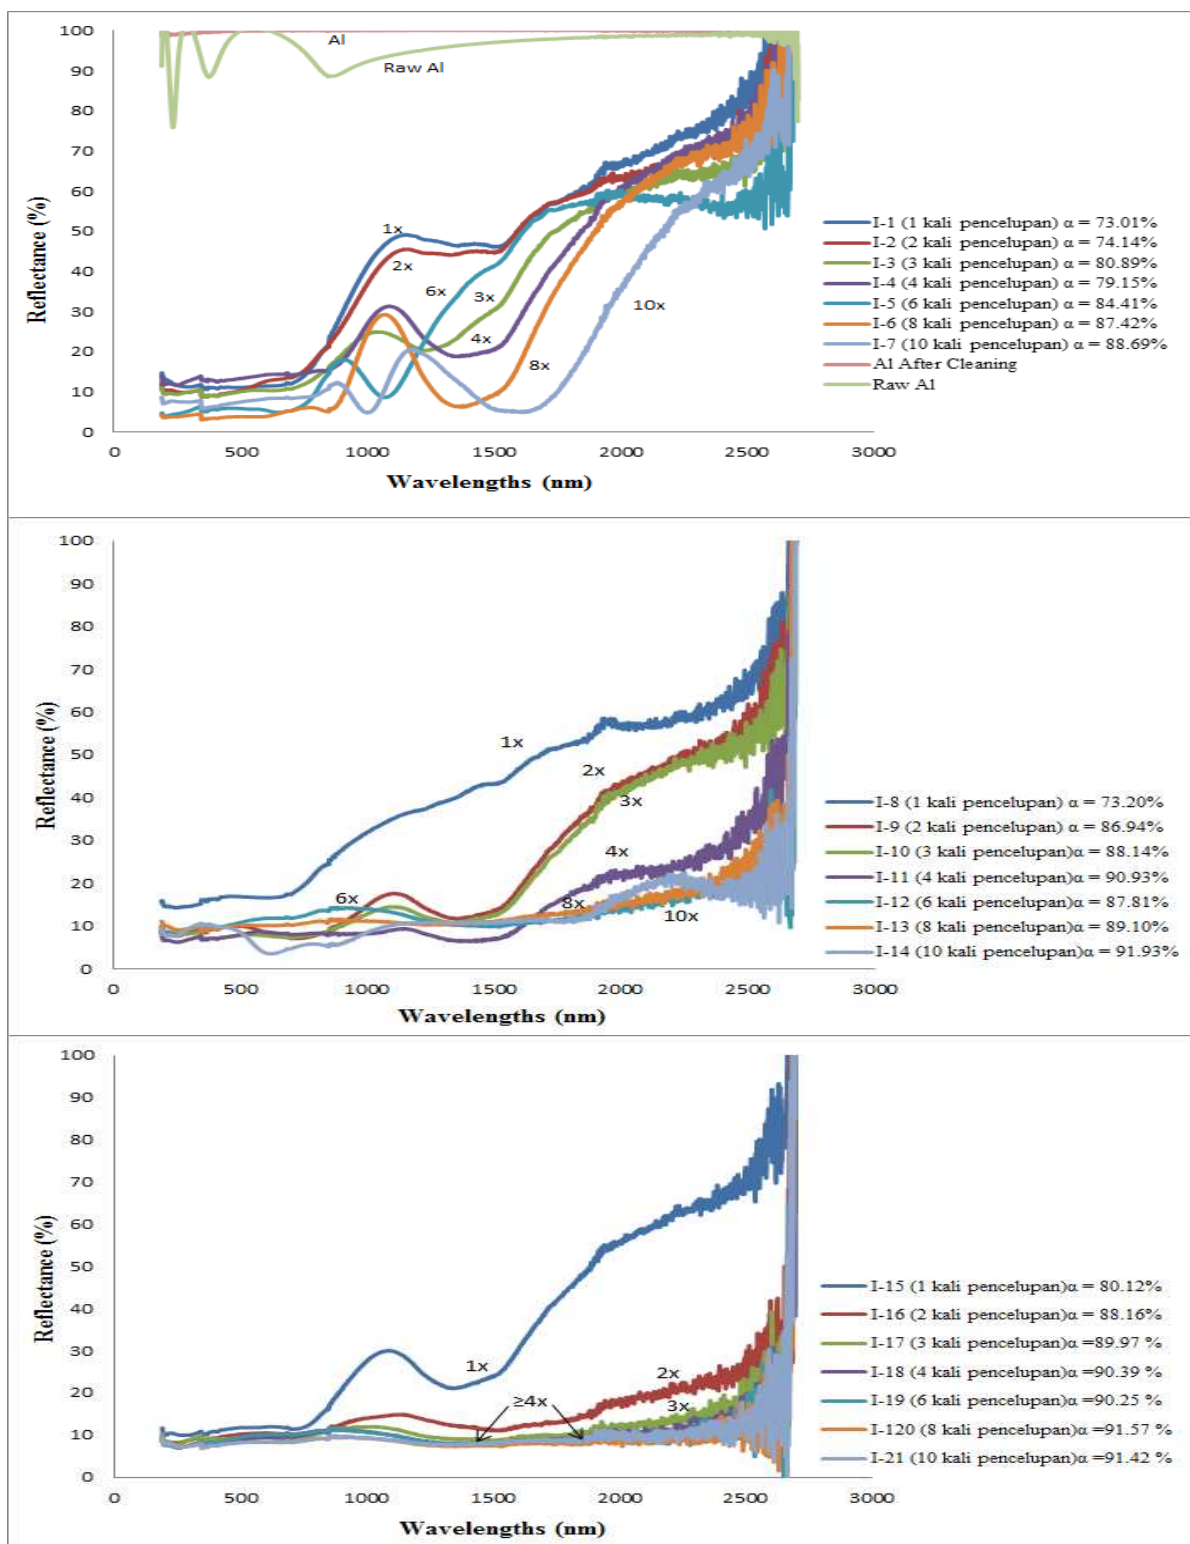 100
90
80
70
60
50
40
30
20
10
0
Reflectance (%)
Al
Raw Al
1x
2x
6x
3x
4x
8x
10x
I-1 (1 kali pencelupan) α = 73.01%
I-2 (2 kali pencelupan) α = 74.14%
I-3 (3 kali pencelupan) α = 80.89%
I-4 (4 kali pencelupan) α = 79.15%
I-5 (6 kali pencelupan) α = 84.41%
I-6 (8 kali pencelupan) α = 87.42%
I-7 (10 kali pencelupan) α = 88.69%
Al After Cleaning
Raw Al
0 500 1000 1500 2000 2500 3000
Wavelengths (nm)
100
90
80
70
60
50
40
30
20
10
0
Reflectance (%)
1x
2x
3x
4x
6x
8x
10x
I-8 (1 kali pencelupan) α = 73.20%
I-9 (2 kali pencelupan) α = 86.94%
I-10 (3 kali pencelupan)α = 88.14%
I-11 (4 kali pencelupan)α = 90.93%
I-12 (6 kali pencelupan)α = 87.81%
I-13 (8 kali pencelupan)α = 89.10%
I-14 (10 kali pencelupan)α = 91.93%
0 500 1000 1500 2000 2500 3000
Wavelengths (nm)
100
90
80
70
60
50
40
30
20
10
0
Reflectance (%)
1x
2x
≥4x
3x
I-15 (1 kali pencelupan)α = 80.12%
I-16 (2 kali pencelupan)α = 88.16%
I-17 (3 kali pencelupan)α =89.97 %
I-18 (4 kali pencelupan)α =90.39 %
I-19 (6 kali pencelupan)α =90.25 %
I-120 (8 kali pencelupan)α =91.57 %
I-21 (10 kali pencelupan)α =91.42 %
0 500 1000 1500 2000 2500 3000
Wavelengths (nm)